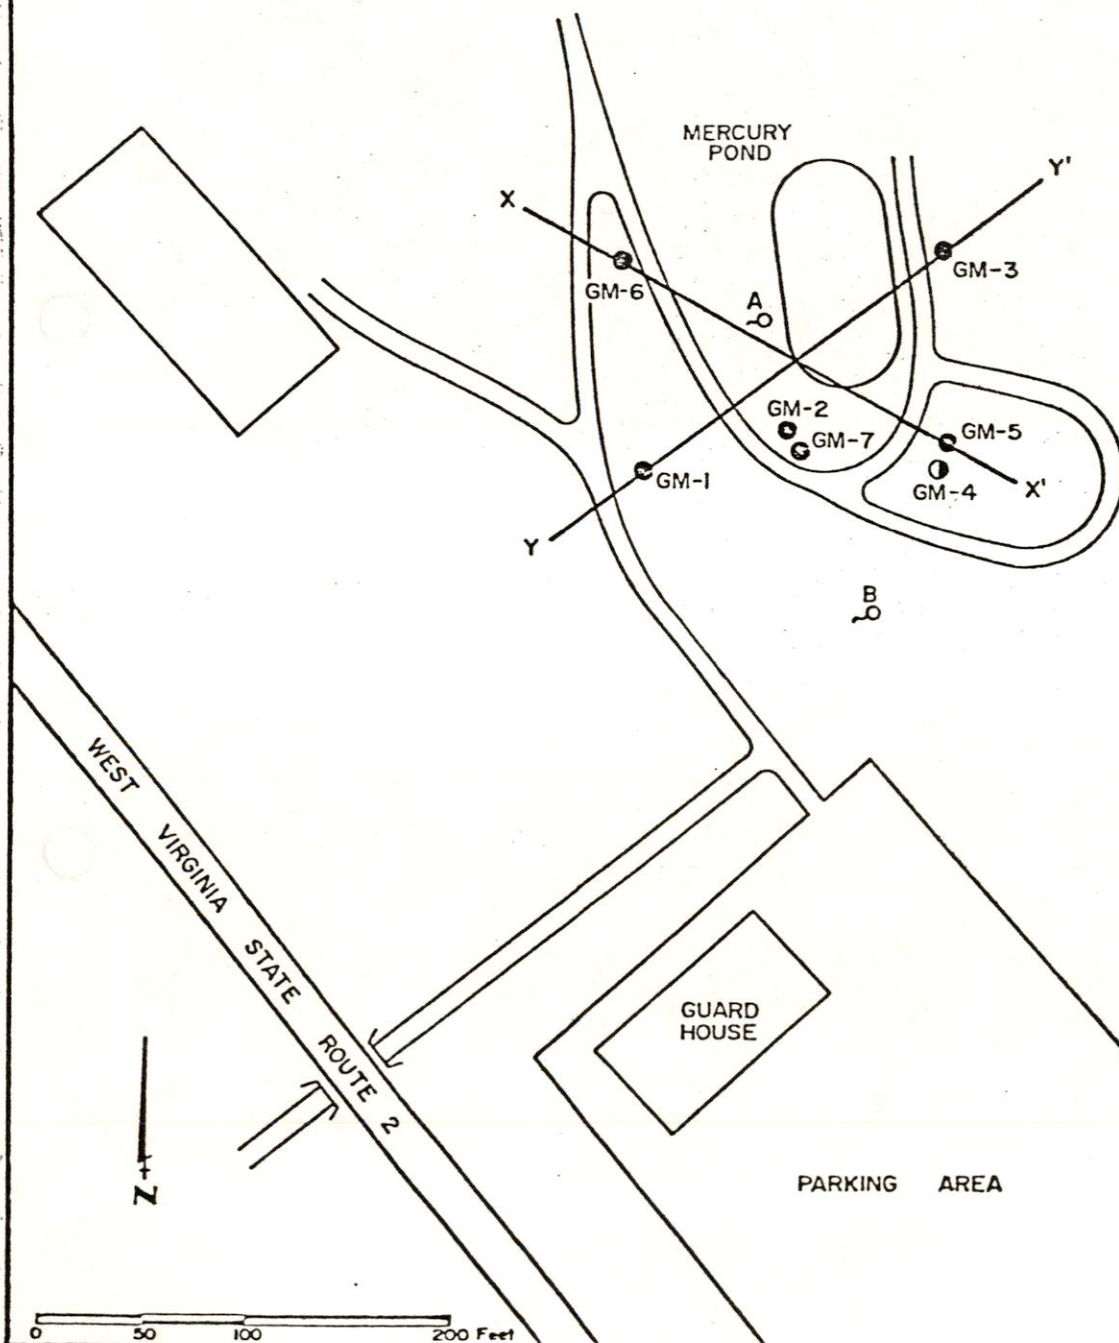 MERCURY
POND
Y'
X
GM-3
GM-6
A
GM-2
GM-7
GM-5
GM-1
GM-4
X'
Y
B
WEST VIRGINIA STATE ROUTE 2
GUARD
HOUSE
PARKING AREA
N
0 50 100 200 Feet